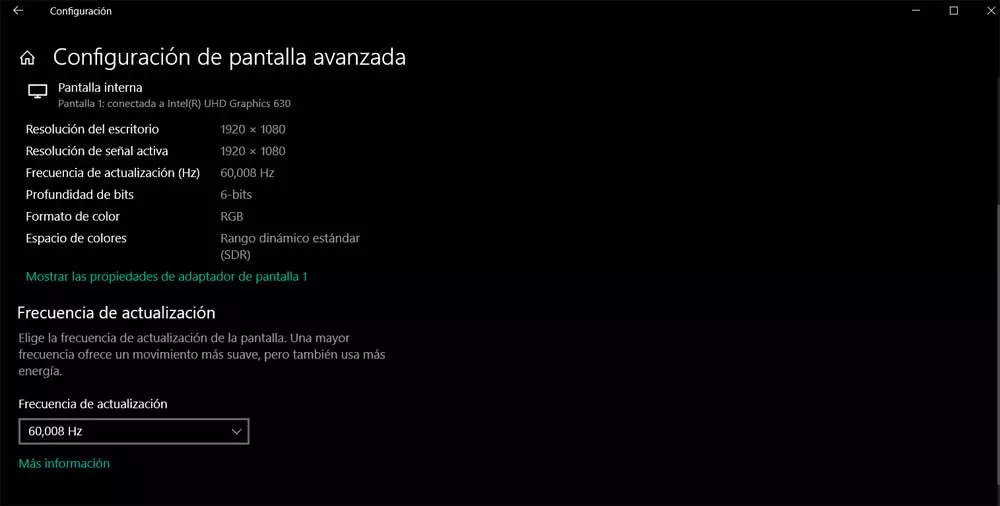 Configuración
Configuración de pantalla avanzada
Pantalla interna
Pantalla 1: conectada a Intel(R) UHD Graphics 630
Resolución del escritorio 1920 × 1080
Resolución de señal activa 1920 × 1080
Frecuencia de actualización (Hz) 60,008 Hz
Profundidad de bits 6-bits
Formato de color RGB
Espacio de colores Rango dinámico estándar
(SDR)
Mostrar las propiedades de adaptador de pantalla 1
Frecuencia de actualización
Elige la frecuencia de actualización de la pantalla. Una mayor
frecuencia ofrece un movimiento más suave, pero también usa más
energía.
Frecuencia de actualización
60,008 Hz
Más información